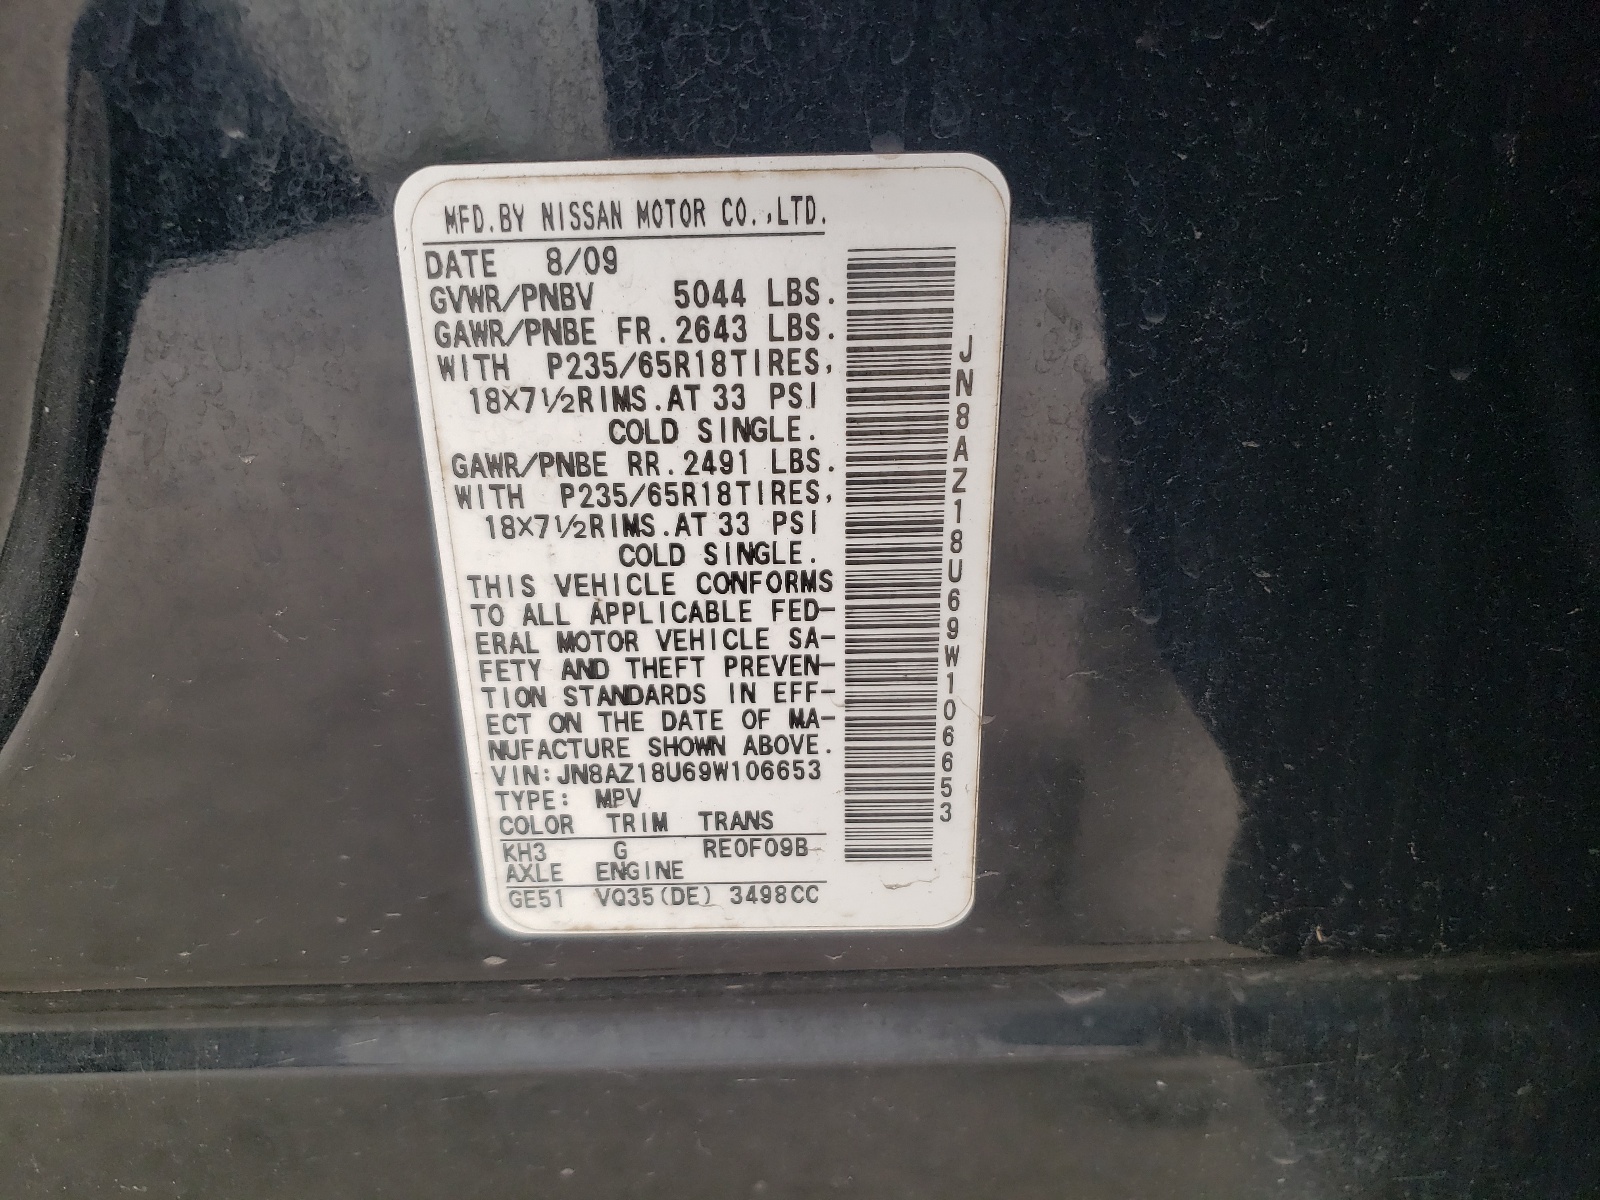 MFD.BY NISSAN MOTOR CO.,LTD.
DATE 8/09
GVWR/PNBV 5044 LBS.
GAWR/PNBE FR.2643 LBS.
WITH P235/65R18TIRES,
18X7½RIMS.AT 33 PSI
COLD SINGLE.
GAWR/PNBE RR.2491 LBS.
WITH P235/65R18TIRES,
18X7½RIMS.AT 33 PSI
COLD SINGLE.
THIS VEHICLE CONFORMS
TO ALL APPLICABLE FED-
ERAL MOTOR VEHICLE SA-
FETY AND THEFT PREVEN-
TION STANDARDS IN EFF-
ECT ON THE DATE OF MA-
NUFACTURE SHOWN ABOVE.
VIN:JN8AZ18U69W106653
TYPE: MPV
COLOR TRIM TRANS
KH3 G RE0F09B
AXLE ENGINE
GE51 VQ35(DE) 3498CC
JN8AZ18U69W106653